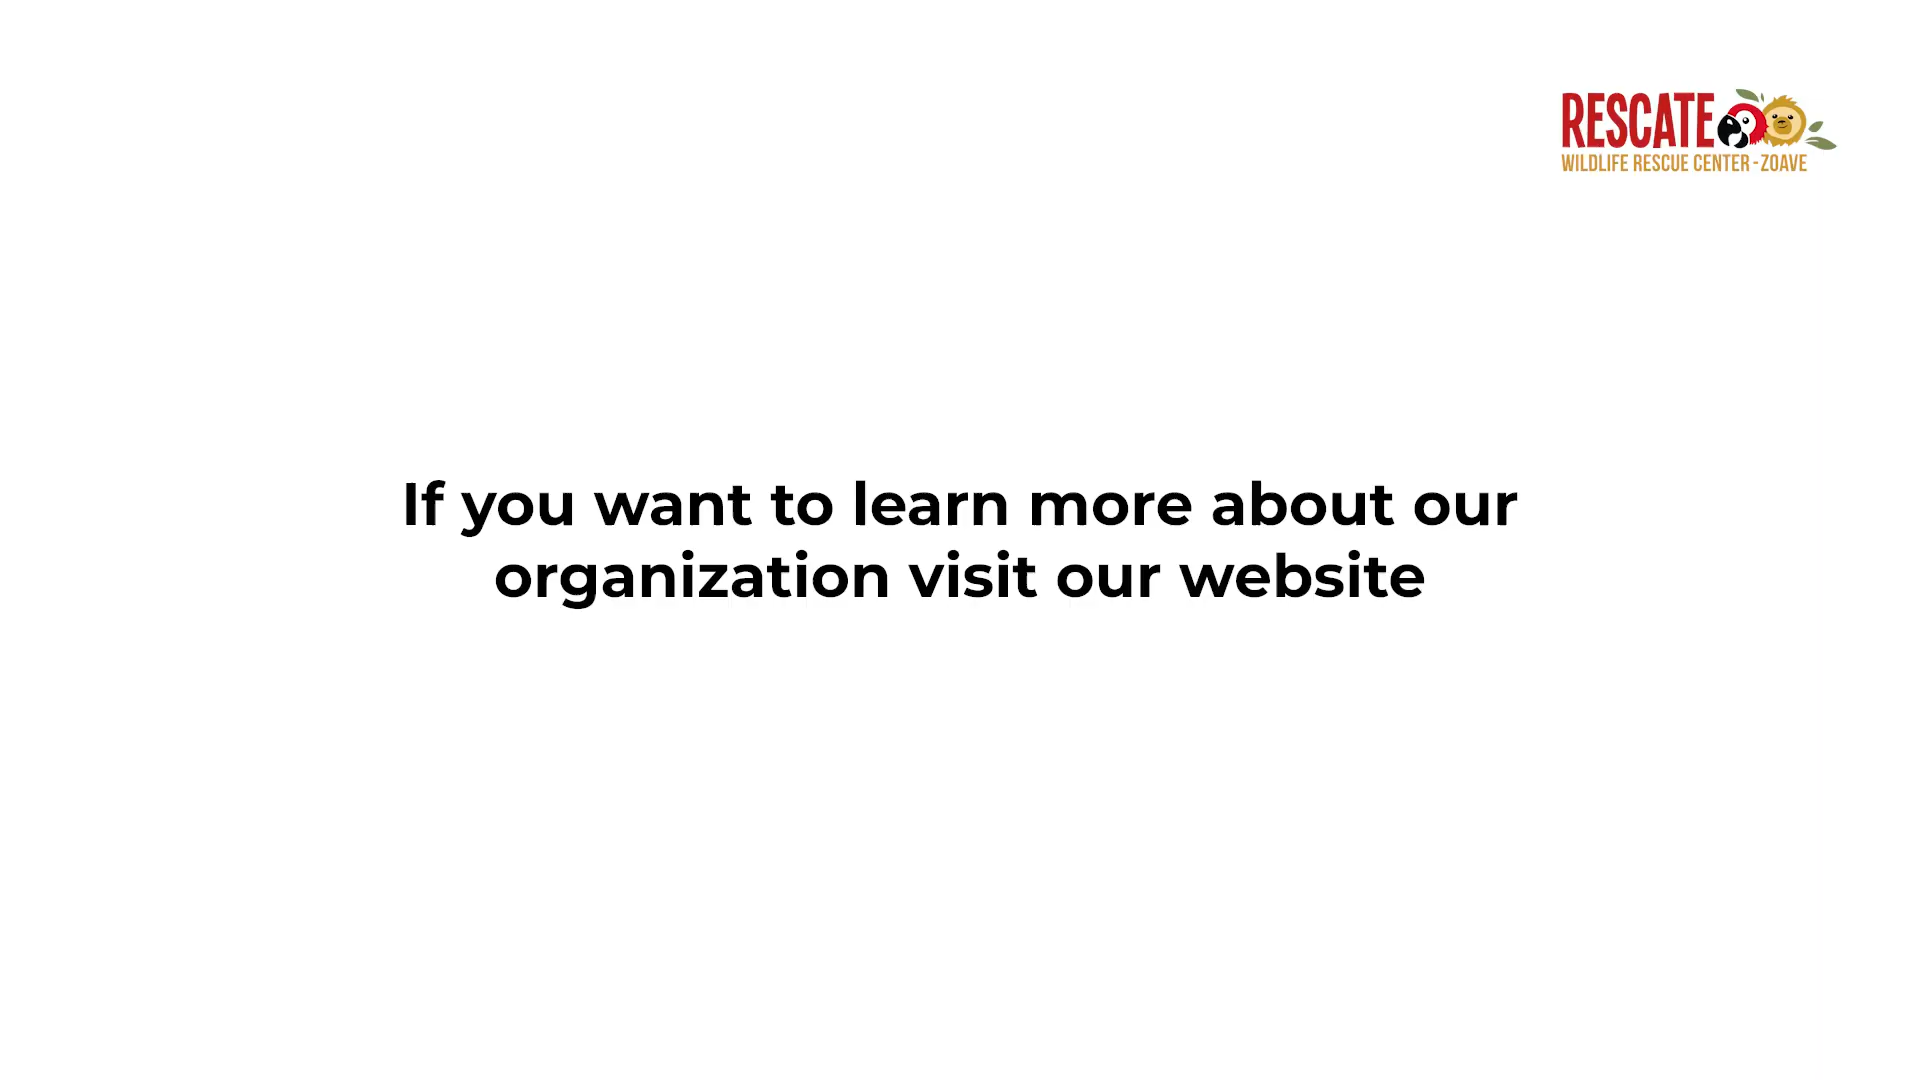 RESCATE
WILDLIFE RESCUE CENTER - ZOAVE
If you want to learn more about our
organization visit our website